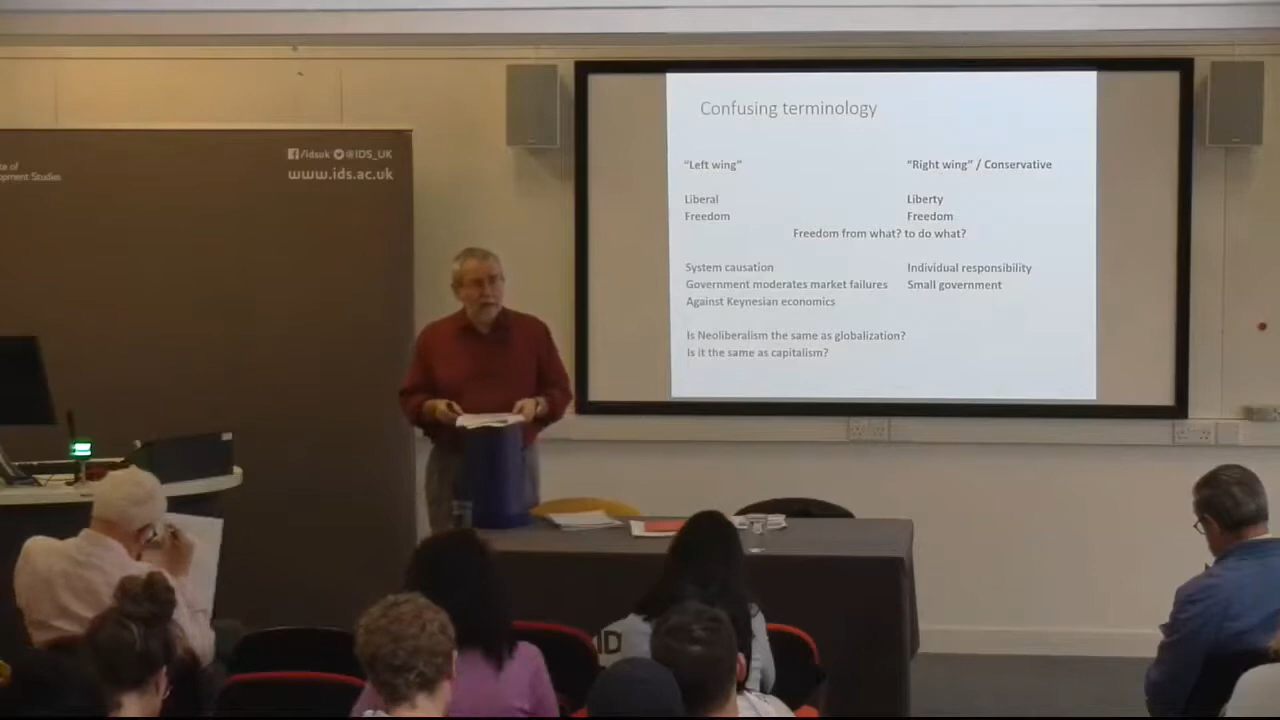 te of
opment Studies
/idsuk @IDS_UK
www.ids.ac.uk
Confusing terminology
“Left wing” “Right wing” / Conservative
Liberal Liberty
Freedom Freedom
Freedom from what? to do what?
System causation Individual responsibility
Government moderates market failures Small government
Against Keynesian economics
Is Neoliberalism the same as globalization?
Is it the same as capitalism?
ID